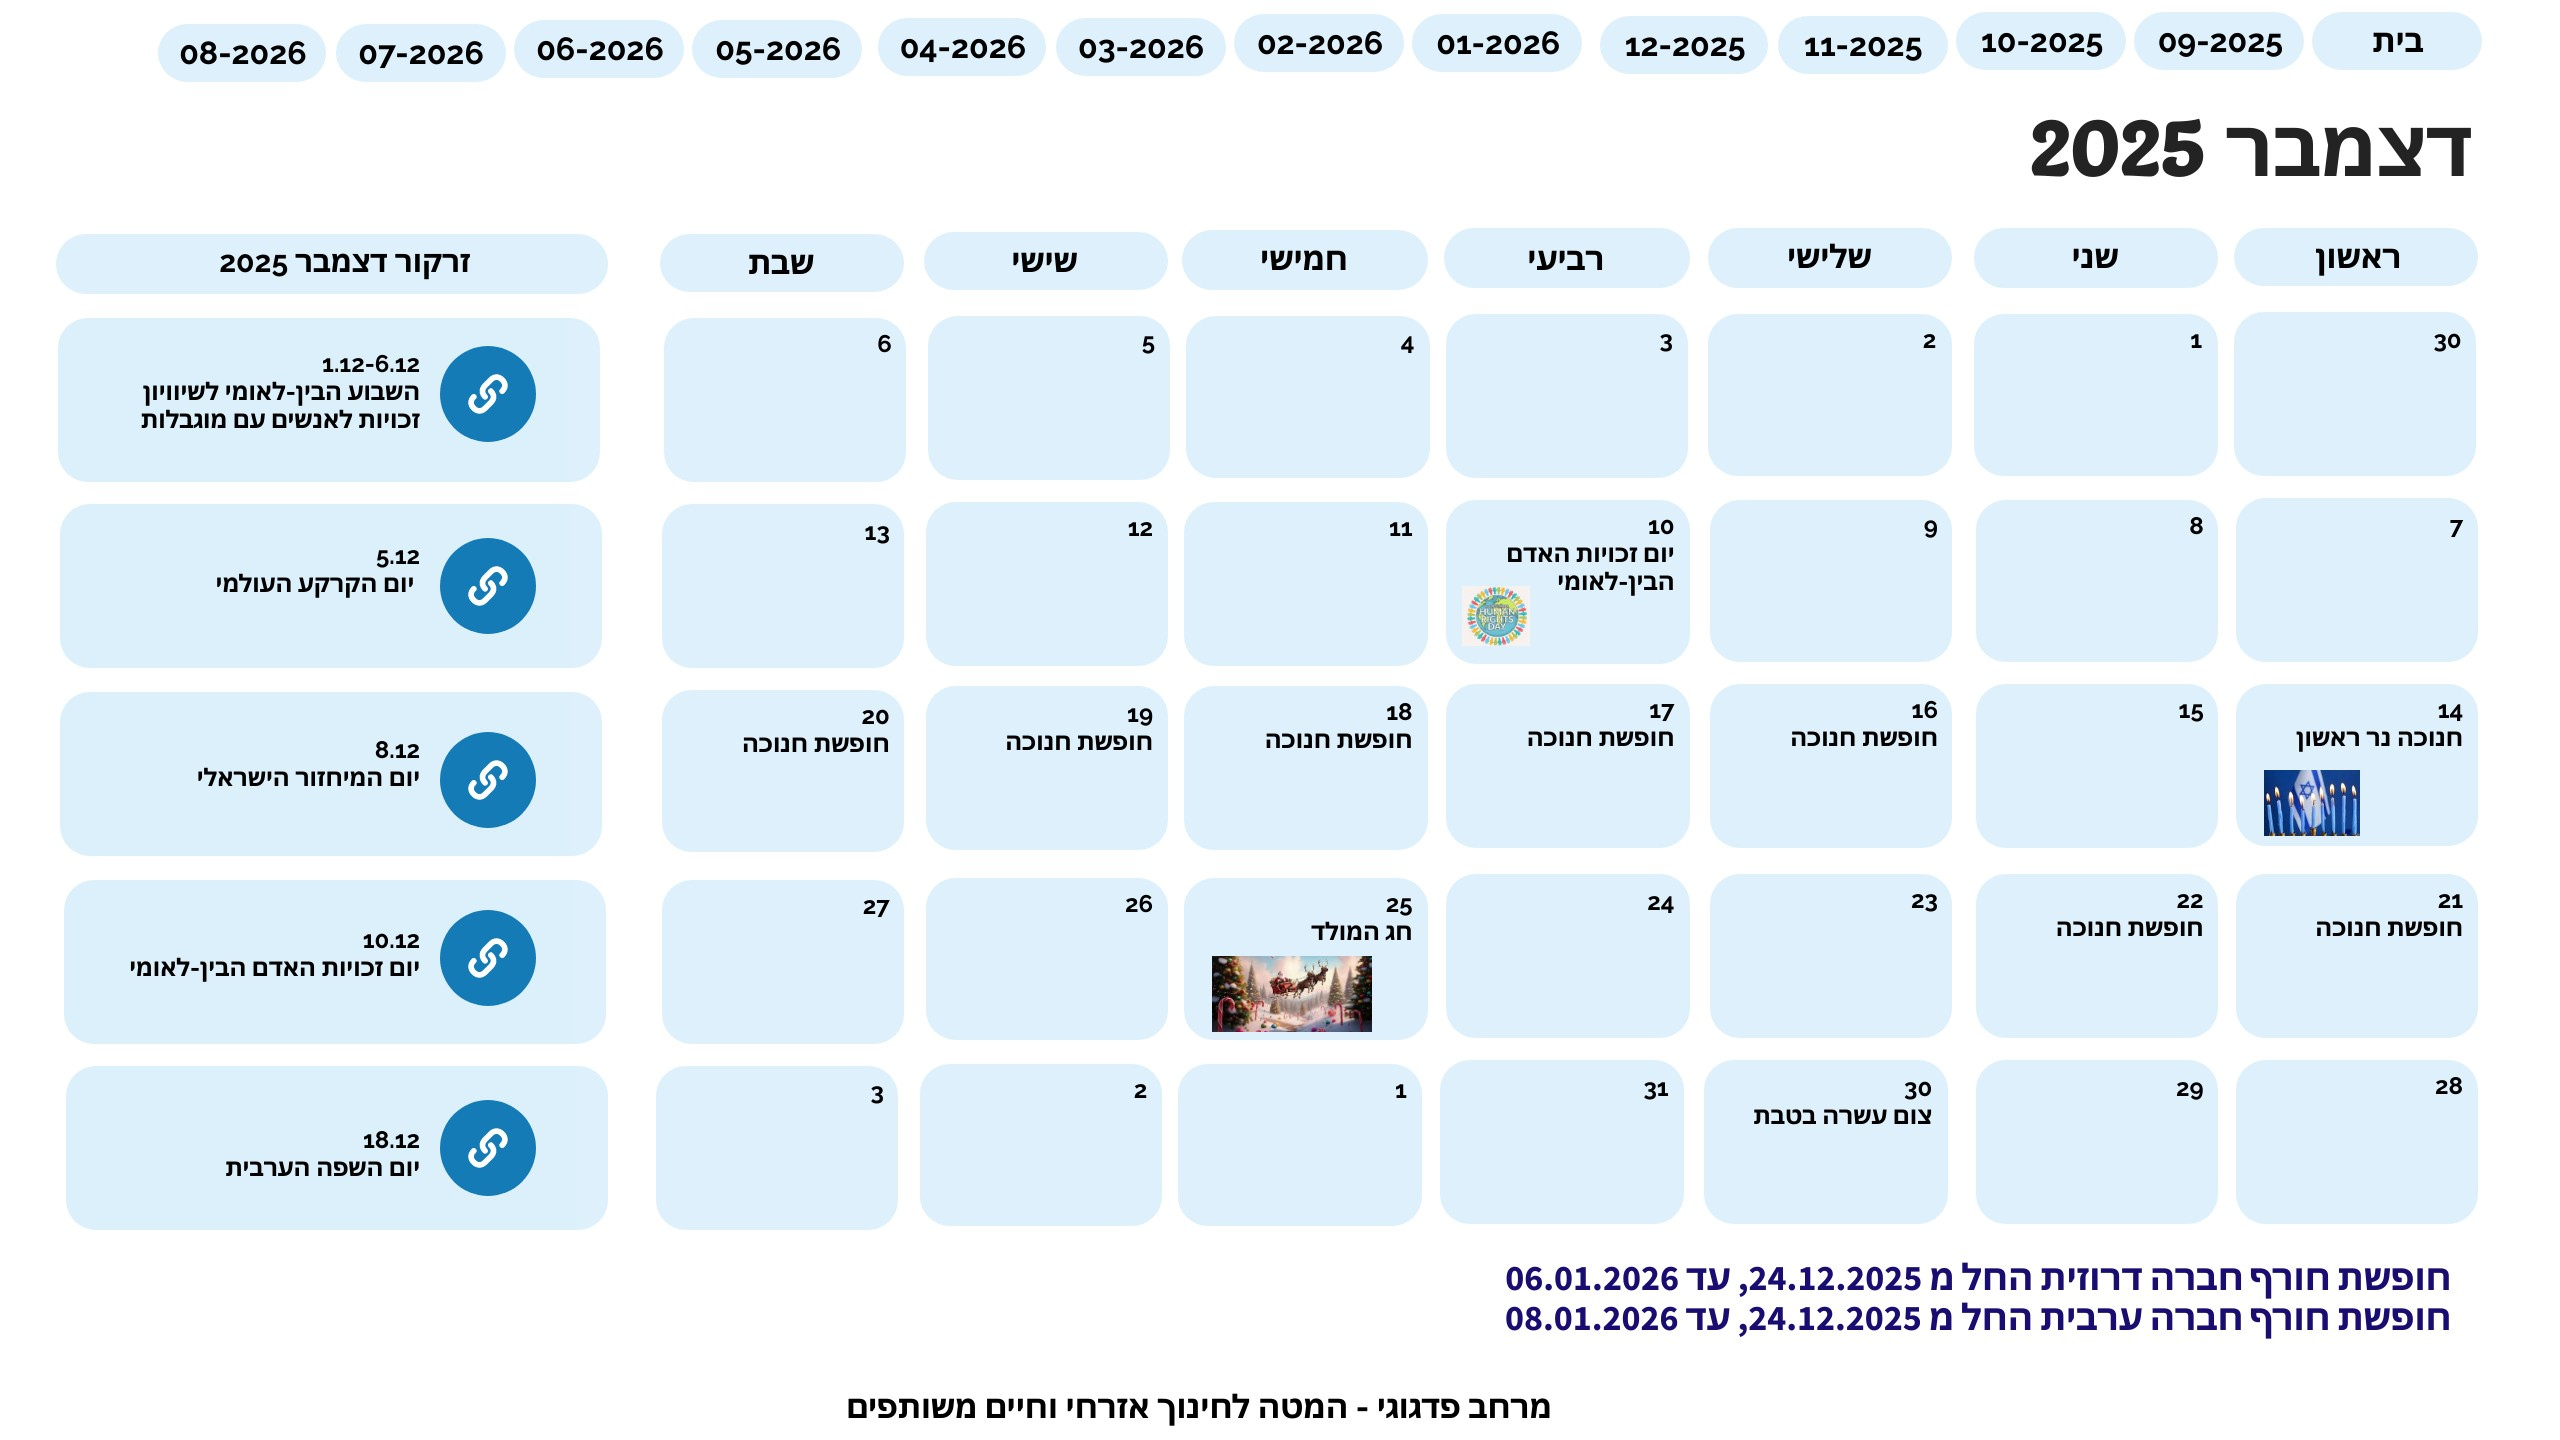 בית
09-2025
10-2025
11-2025
12-2025
01-2026
02-2026
03-2026
04-2026
05-2026
06-2026
07-2026
08-2026
דצמבר 2025
ראשון
שני
שלישי
רביעי
חמישי
שישי
שבת
זרקור דצמבר 2025
30
1
2
3
4
5
6
1.12-6.12
השבוע הבין-לאומי לשיוויון
זכויות לאנשים עם מוגבלות
7
8
9
10
יום זכויות האדם
הבין-לאומי
HUMAN
RIGHTS
DAY
11
12
13
5.12
יום הקרקע העולמי
14
חנוכה נר ראשון
15
16
חופשת חנוכה
17
חופשת חנוכה
18
חופשת חנוכה
19
חופשת חנוכה
20
חופשת חנוכה
8.12
יום המיחזור הישראלי
21
חופשת חנוכה
22
חופשת חנוכה
23
24
25
חג המולד
26
27
10.12
יום זכויות האדם הבין-לאומי
28
29
30
צום עשרה בטבת
31
1
2
3
18.12
יום השפה הערבית
חופשת חורף חברה דרוזית החל מ 24.12.2025, עד 06.01.2026
חופשת חורף חברה ערבית החל מ 24.12.2025, עד 08.01.2026
מרחב פדגוגי - המטה לחינוך אזרחי וחיים משותפים